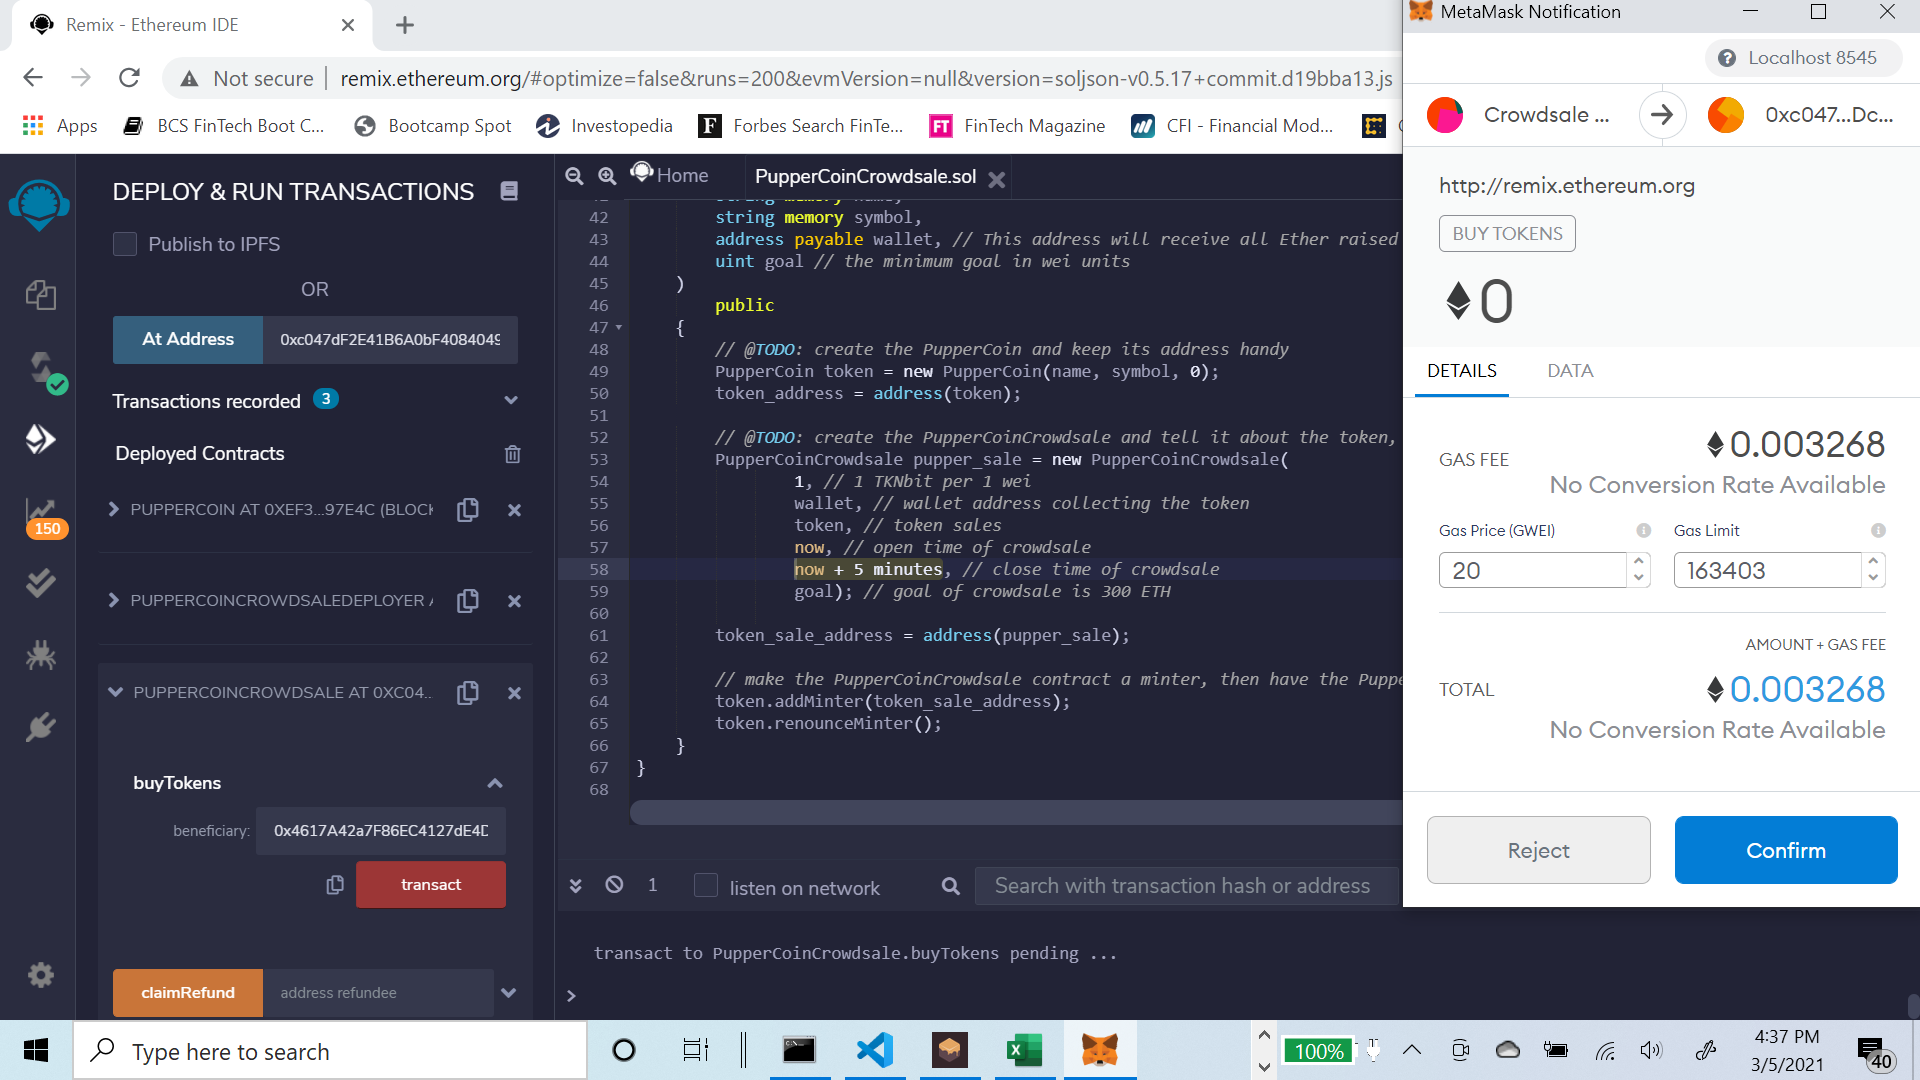 Remix - Ethereum IDE
Not secure
remix.ethereum.org/#optimize=false&runs=200&evmVersion=null&version=soljson-v0.5.17+commit.d19bba13.js
Apps
BCS FinTech Boot C...
Bootcamp Spot
Investopedia
Forbes Search FinTe...
FinTech Magazine
CFI - Financial Mod...
DEPLOY & RUN TRANSACTIONS
Publish to IPFS
OR
At Address
0xc047dF2E41B6A0bF4084049
Transactions recorded 3
Deployed Contracts
PUPPERCOIN AT 0XEF3...97E4C (BLOCK
150
PUPPERCOINCROWDSALEDEPLOYER
PUPPERCOINCROWDSALE AT 0XC04...
buyTokens
beneficiary:
0x4617A42a7F86EC4127dE4D
transact
claimRefund
address refundee
Home
PupperCoinCrowdsale.sol
string memory name,
42 string memory symbol,
43 address payable wallet, // This address will receive all Ether raised
44 uint goal // the minimum goal in wei units
45 )
46 public
47 {
48 // @TODO: create the PupperCoin and keep its address handy
49 PupperCoin token = new PupperCoin(name, symbol, 0);
50 token_address = address(token);
51
52 // @TODO: create the PupperCoinCrowdsale and tell it about the token,
53 PupperCoinCrowdsale pupper_sale = new PupperCoinCrowdsale(
54 1, // 1 TKNbit per 1 wei
55 wallet, // wallet address collecting the token
56 token, // token sales
57 now, // open time of crowdsale
58 now + 5 minutes, // close time of crowdsale
59 goal); // goal of crowdsale is 300 ETH
60
61 token_sale_address = address(pupper_sale);
62
63 // make the PupperCoinCrowdsale contract a minter, then have the Puppe
64 token.addMinter(token_sale_address);
65 token.renounceMinter();
66 }
67 }
68
1
listen on network
Search with transaction hash or address
transact to PupperCoinCrowdsale.buyTokens pending ...
>
MetaMask Notification
Localhost 8545
Crowdsale ...
0xc047...Dc...
http://remix.ethereum.org
BUY TOKENS
0
DETAILS
DATA
GAS FEE
0.003268
No Conversion Rate Available
Gas Price (GWEI)
Gas Limit
20
163403
AMOUNT + GAS FEE
TOTAL
0.003268
No Conversion Rate Available
Reject
Confirm
Type here to search
100%
4:37 PM
3/5/2021
40